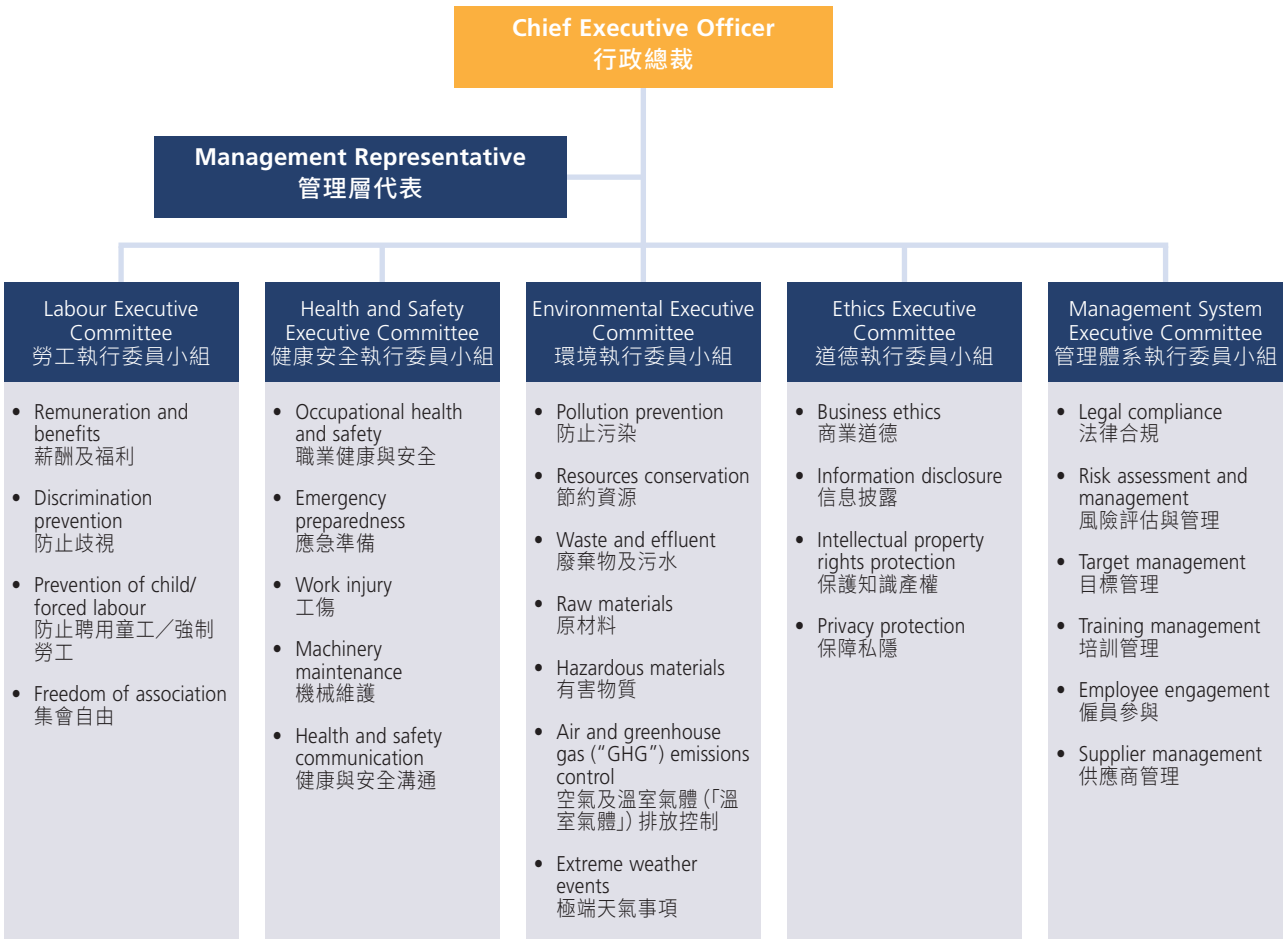 Chief Executive Officer
行政總裁
Management Representative
管理層代表
Labour Executive
Committee
勞工執行委員小組
• Remuneration and
benefits
薪酬及福利
• Discrimination
prevention
防止歧視
• Prevention of child/
forced labour
防止聘用童工／強制
勞工
• Freedom of association
集會自由
Health and Safety
Executive Committee
健康安全執行委員小組
• Occupational health
and safety
職業健康與安全
• Emergency
preparedness
應急準備
• Work injury
工傷
• Machinery
maintenance
機械維護
• Health and safety
communication
健康與安全溝通
Environmental Executive
Committee
環境執行委員小組
• Pollution prevention
防止污染
• Resources conservation
節約資源
• Waste and effluent
廢棄物及污水
• Raw materials
原材料
• Hazardous materials
有害物質
• Air and greenhouse
gas (“GHG”) emissions
control
空氣及溫室氣體（「溫
室氣體」）排放控制
• Extreme weather
events
極端天氣事項
Ethics Executive
Committee
道德執行委員小組
• Business ethics
商業道德
• Information disclosure
信息披露
• Intellectual property
rights protection
保護知識產權
• Privacy protection
保障私隱
Management System
Executive Committee
管理體系執行委員小組
• Legal compliance
法律合規
• Risk assessment and
management
風險評估與管理
• Target management
目標管理
• Training management
培訓管理
• Employee engagement
僱員參與
• Supplier management
供應商管理